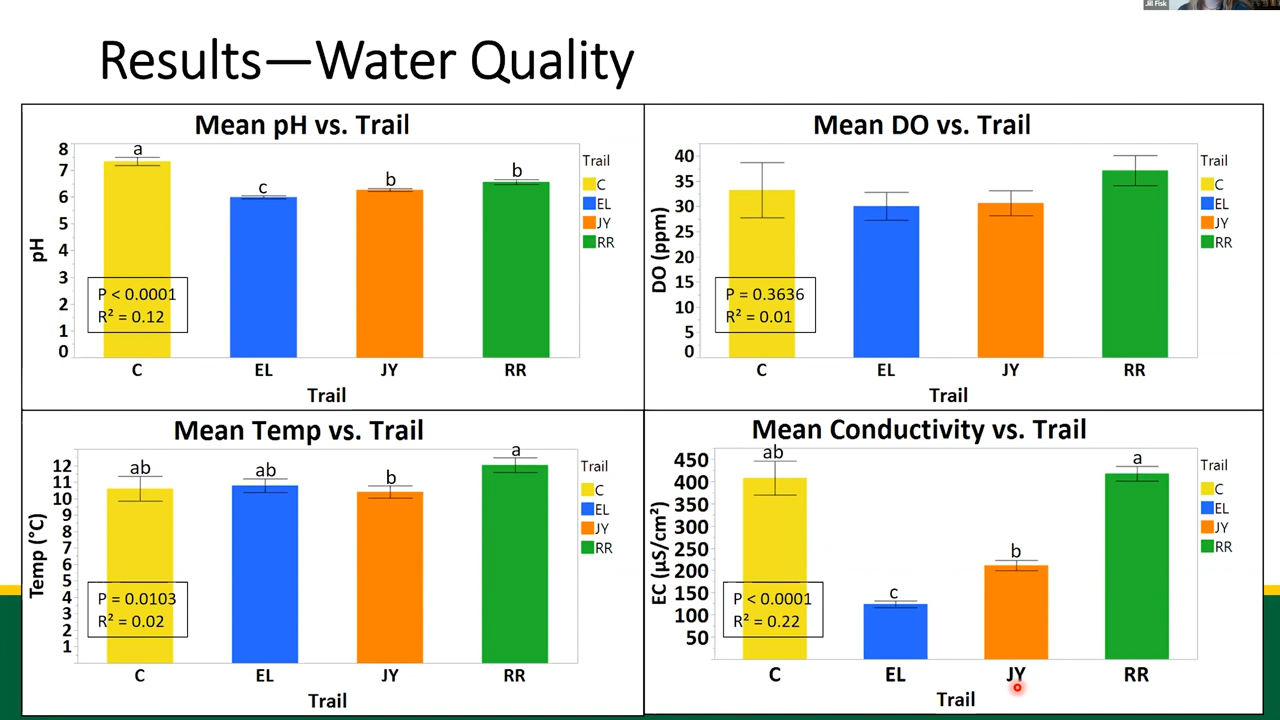 Jill Fisk
Results—Water Quality
Mean pH vs. Trail
8
7
6
5
4
3
2
1
0
pH
a
c
b
b
P < 0.0001
R² = 0.12
C
EL
JY
RR
Trail
Trail
C
EL
JY
RR
Mean DO vs. Trail
40
35
30
25
20
15
10
5
0
DO (ppm)
P = 0.3636
R² = 0.01
C
EL
JY
RR
Trail
Trail
C
EL
JY
RR
Mean Temp vs. Trail
12
11
10
9
8
7
6
5
4
3
2
1
Temp (°C)
ab
ab
b
a
P = 0.0103
R² = 0.02
C
EL
JY
RR
Trail
Trail
C
EL
JY
RR
Mean Conductivity vs. Trail
450
400
350
300
250
200
150
100
50
EC (µS/cm²)
ab
c
b
a
P < 0.0001
R² = 0.22
C
EL
JY
RR
Trail
Trail
C
EL
JY
RR